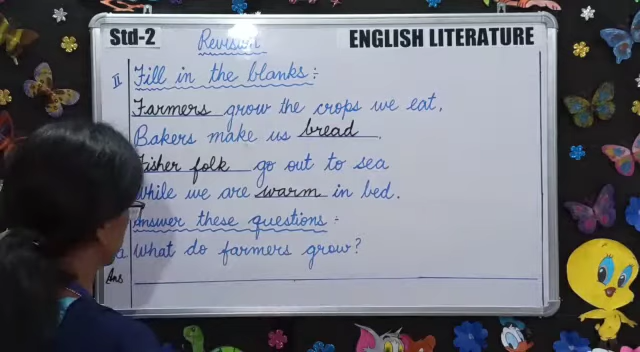 Std-2 Revision ENGLISH LITERATURE
II Fill in the blanks :
Farmers grow the crops we eat,
Bakers make us bread.
Fisher folk go out to sea
While we are warm in bed.
Answer these questions :
a What do farmers grow?
Ans